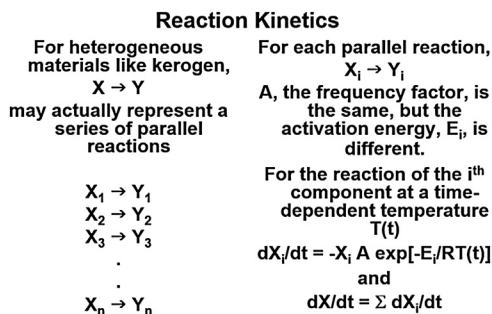 Reaction Kinetics
For heterogeneous
materials like kerogen,
X → Y
may actually represent a
series of parallel
reactions
X₁ → Y₁
X₂ → Y₂
X₃ → Y₃
.
.
Xₙ → Yₙ
For each parallel reaction,
Xᵢ → Yᵢ
A, the frequency factor, is
the same, but the
activation energy, Eᵢ, is
different.
For the reaction of the iᵗʰ
component at a time-
dependent temperature
T(t)
dXᵢ/dt = -Xᵢ A exp[-Eᵢ/RT(t)]
and
dX/dt = Σ dXᵢ/dt